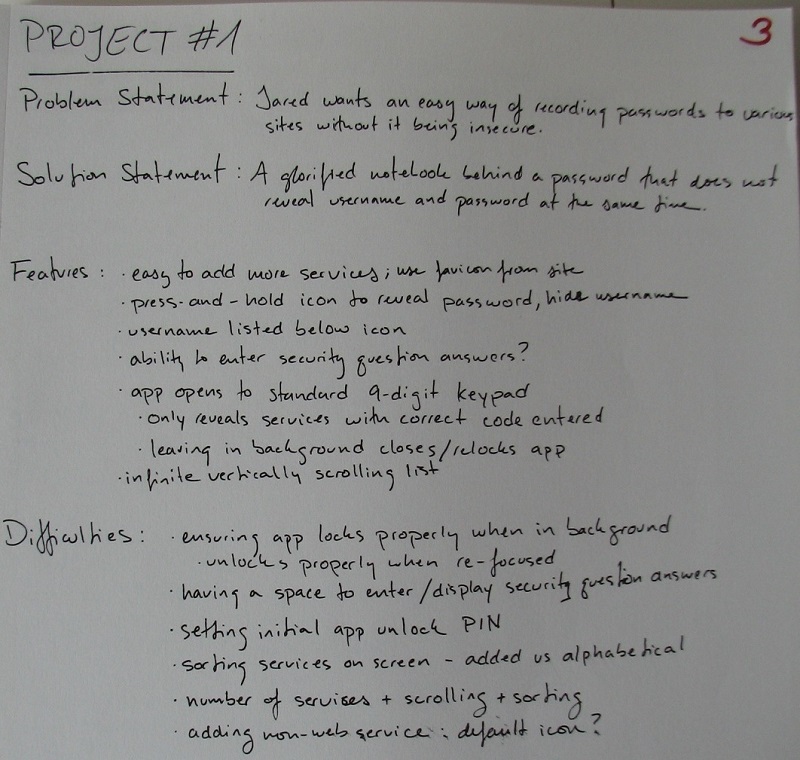 PROJECT #1
3
Problem Statement : Jared wants an easy way of recording passwords to various
sites without it being insecure.
Solution Statement : A glorified notebook behind a password that does not
reveal username and password at the same time.
Features : · easy to add more services; use favicon from site
· press-and-hold icon to reveal password, hide username
· username listed below icon
· ability to enter security question answers?
· app opens to standard 9-digit keypad
· only reveals services with correct code entered
· leaving in background closes/relocks app
· infinite vertically scrolling list
Difficulties : · ensuring app locks properly when in background
· unlocks properly when re-focused
· having a space to enter/display security question answers
· setting initial app unlock PIN
· sorting services on screen - added vs alphabetical
· number of services + scrolling + sorting
· adding non-web service : default icon?